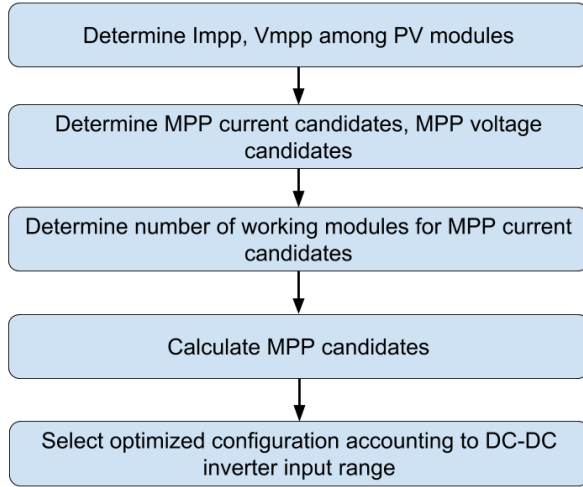 Determine Impp, Vmpp among PV modules
Determine MPP current candidates, MPP voltage
candidates
Determine number of working modules for MPP current
candidates
Calculate MPP candidates
Select optimized configuration accounting to DC-DC
inverter input range